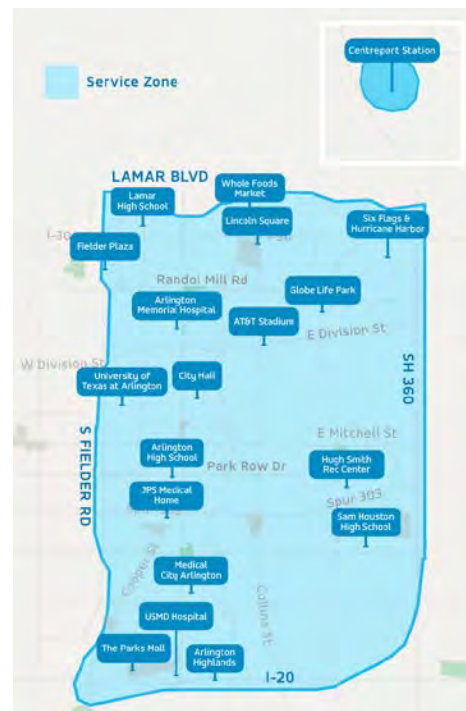 Centreport Station
Service Zone
LAMAR BLVD
Whole Foods
Market
Lamar
High School
Lincoln Square
Six Flags &
Hurricane Harbor
I-30
Fielder Plaza
Randol Mill Rd
Globe Life Park
Arlington
Memorial Hospital
AT&T Stadium
E Division St
W Division St
SH 360
University of
Texas at Arlington
City Hall
S FIELDER RD
E Mitchell St
Arlington
High School
Park Row Dr
Hugh Smith
Rec Center
JPS Medical
Home
Spur 303
Sam Houston
High School
Cooper St
Medical
City Arlington
Collins St
USMD Hospital
The Parks Mall
Arlington
Highlands
I-20